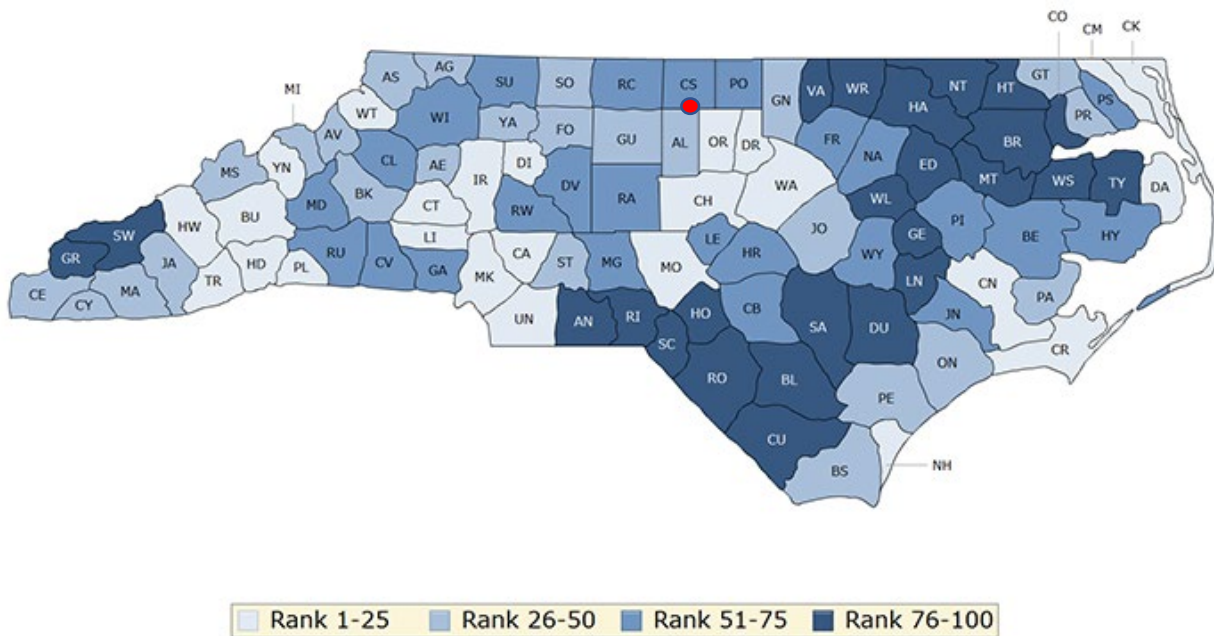 CO CM CK
AS AG SU SO RC CS PO GN VA WR HA NT HT GT PS
MI WT WI YA FO GU AL OR DR FR NA BR PR
AV CL AE IR DI DV RA WA ED MT WS TY DA
MS YN BK CT RW CH WL
SW HW BU MD LI JO PI BE HY
GR JA TR HD PL RU CV GA MK CA ST MG MO LE HR WY GE
CE CY MA UN AN RI HO CB SA DU LN CN PA JN
SC RO BL ON CR
PE
CU BS NH
Rank 1-25 Rank 26-50 Rank 51-75 Rank 76-100